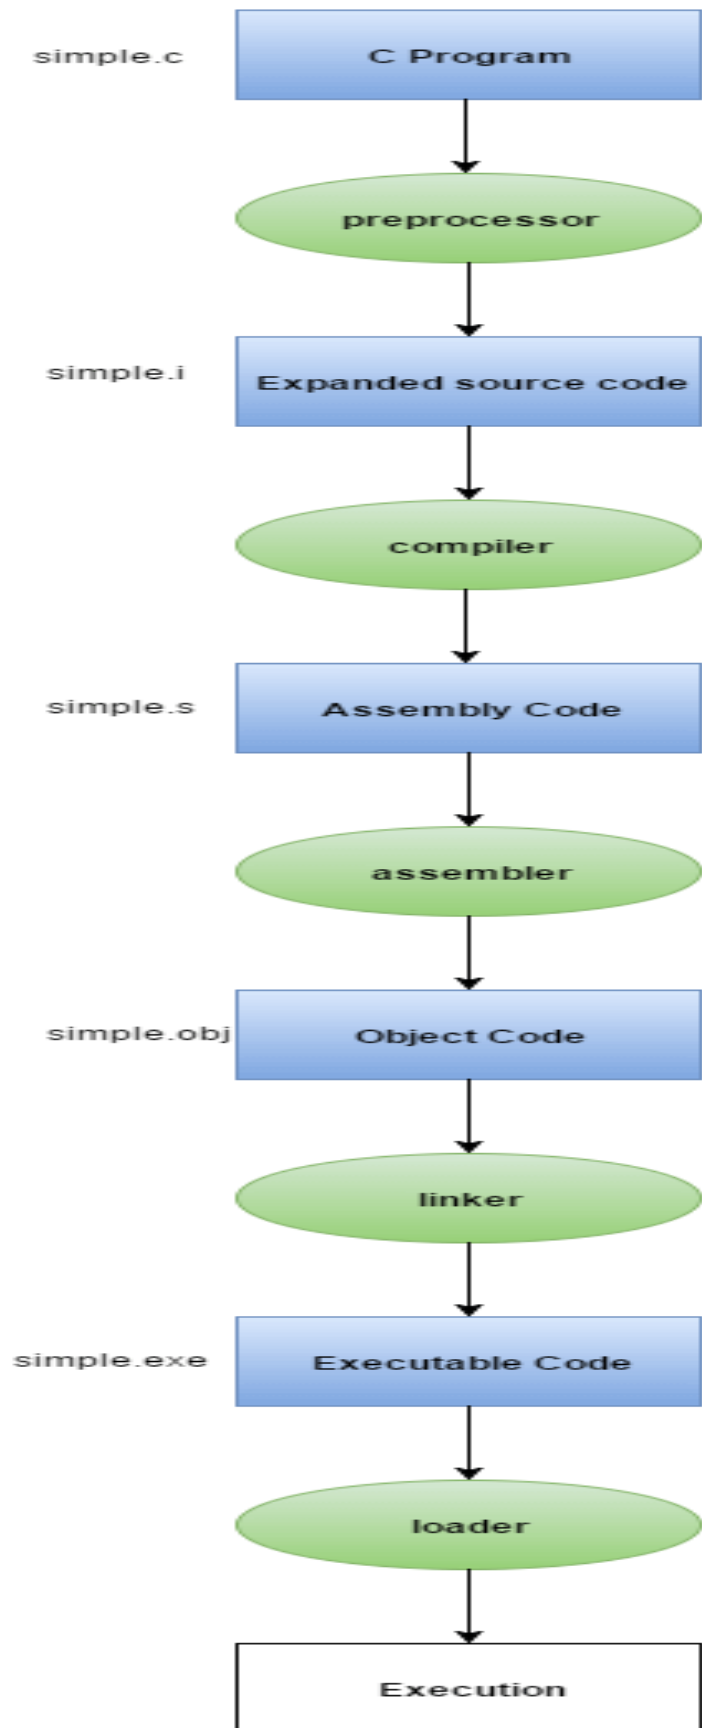 simple.c
C Program
preprocessor
simple.i
Expanded source code
compiler
simple.s
Assembly Code
assembler
simple.obj
Object Code
linker
simple.exe
Executable Code
loader
Execution